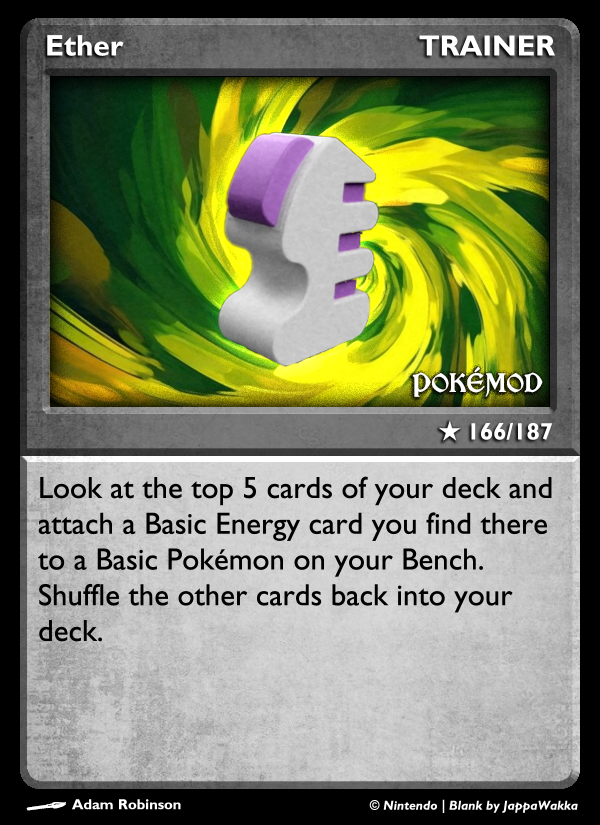 Ether TRAINER
POKÉMOD
★ 166/187
Look at the top 5 cards of your deck and
attach a Basic Energy card you find there
to a Basic Pokémon on your Bench.
Shuffle the other cards back into your
deck.
Adam Robinson © Nintendo | Blank by JappaWakka